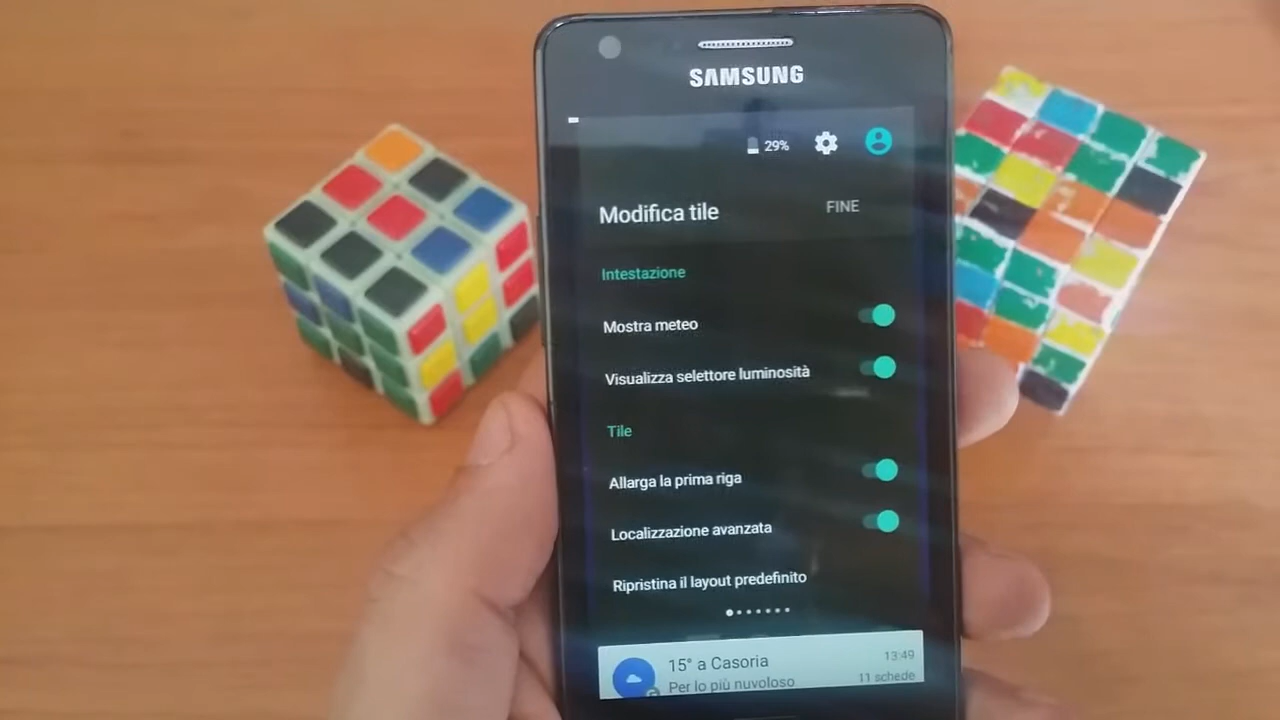 SAMSUNG
29%
Modifica tile FINE
Intestazione
Mostra meteo
Visualizza selettore luminosità
Tile
Allarga la prima riga
Localizzazione avanzata
Ripristina il layout predefinito
15° a Casoria 13:49
Per lo più nuvoloso 11 schede